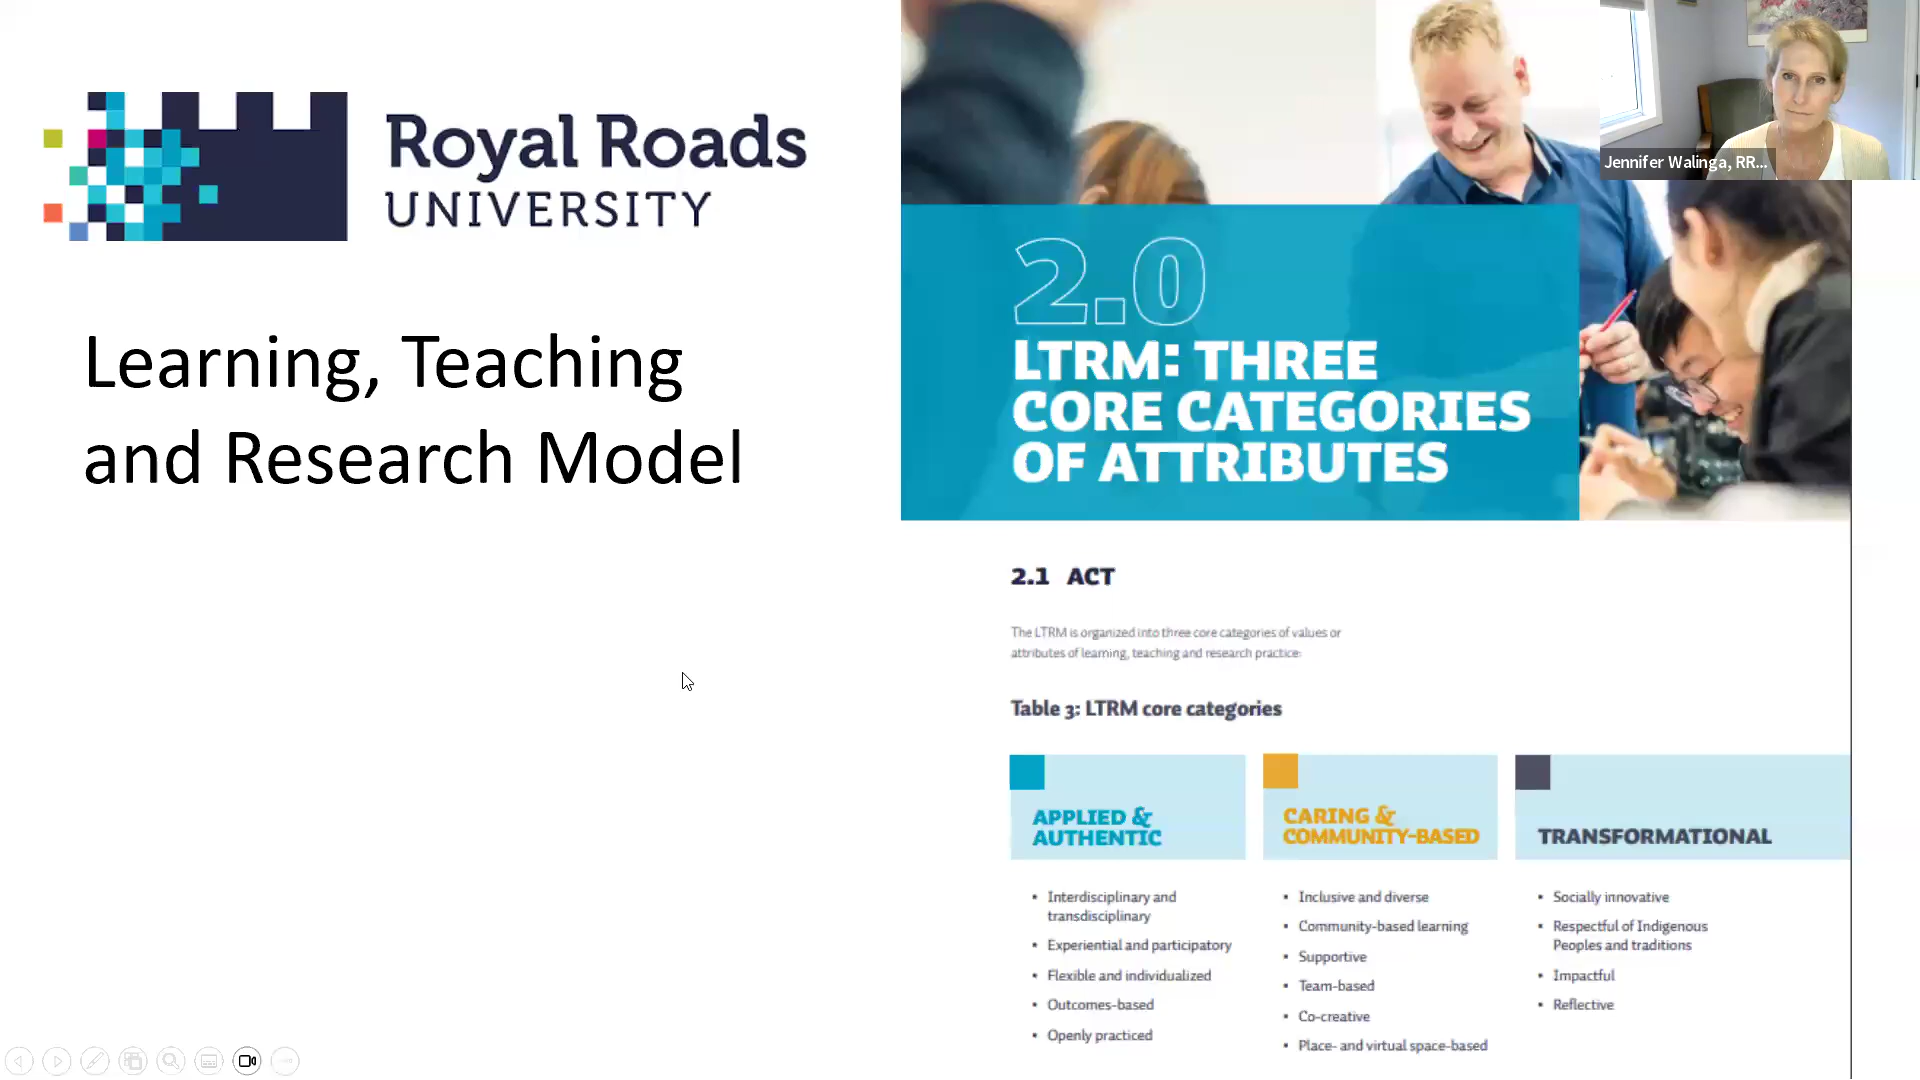 Royal Roads
UNIVERSITY
Learning, Teaching
and Research Model
Jennifer Walinga, RR...
2.0
LTRM: THREE
CORE CATEGORIES
OF ATTRIBUTES
2.1 ACT
The LTRM is organized into three core categories of values or
attributes of learning, teaching and research practice:
Table 3: LTRM core categories
APPLIED &
AUTHENTIC
• Interdisciplinary and
transdisciplinary
• Experiential and participatory
• Flexible and individualized
• Outcomes-based
• Openly practiced
CARING &
COMMUNITY-BASED
• Inclusive and diverse
• Community-based learning
• Supportive
• Team-based
• Co-creative
• Place- and virtual space-based
TRANSFORMATIONAL
• Socially innovative
• Respectful of Indigenous
Peoples and traditions
• Impactful
• Reflective